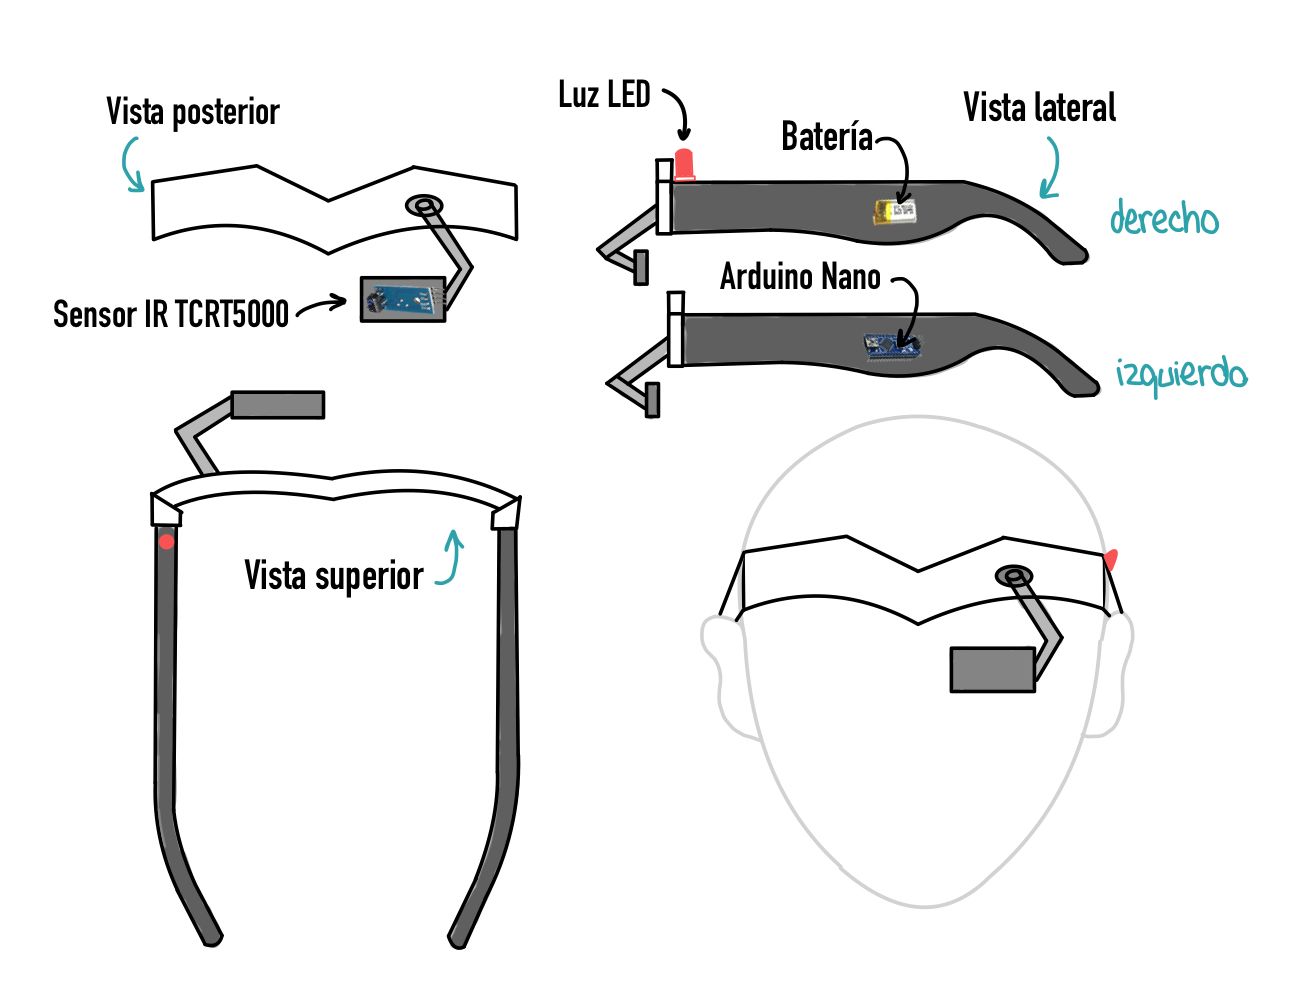 Luz LED
Vista posterior
Batería
Vista lateral
derecho
Arduino Nano
Sensor IR TCRT5000
izquierdo
Vista superior